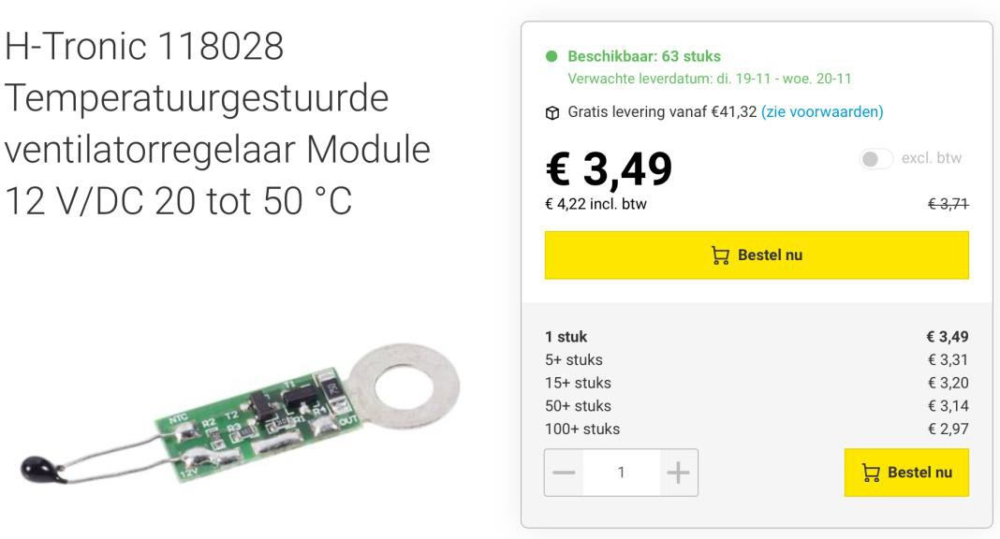 H-Tronic 118028
Temperatuurgestuurde
ventilatorregelaar Module
12 V/DC 20 tot 50 °C
Beschikbaar: 63 stuks
Verwachte leverdatum: di. 19-11 - woe. 20-11
Gratis levering vanaf €41,32 (zie voorwaarden)
€ 3,49
excl. btw
€ 4,22 incl. btw
€ 3,71
Bestel nu
1 stuk € 3,49
5+ stuks € 3,31
15+ stuks € 3,20
50+ stuks € 3,14
100+ stuks € 2,97
1
Bestel nu
NTC
R2
T2
R3
T1
R1
R4
OUT
12V